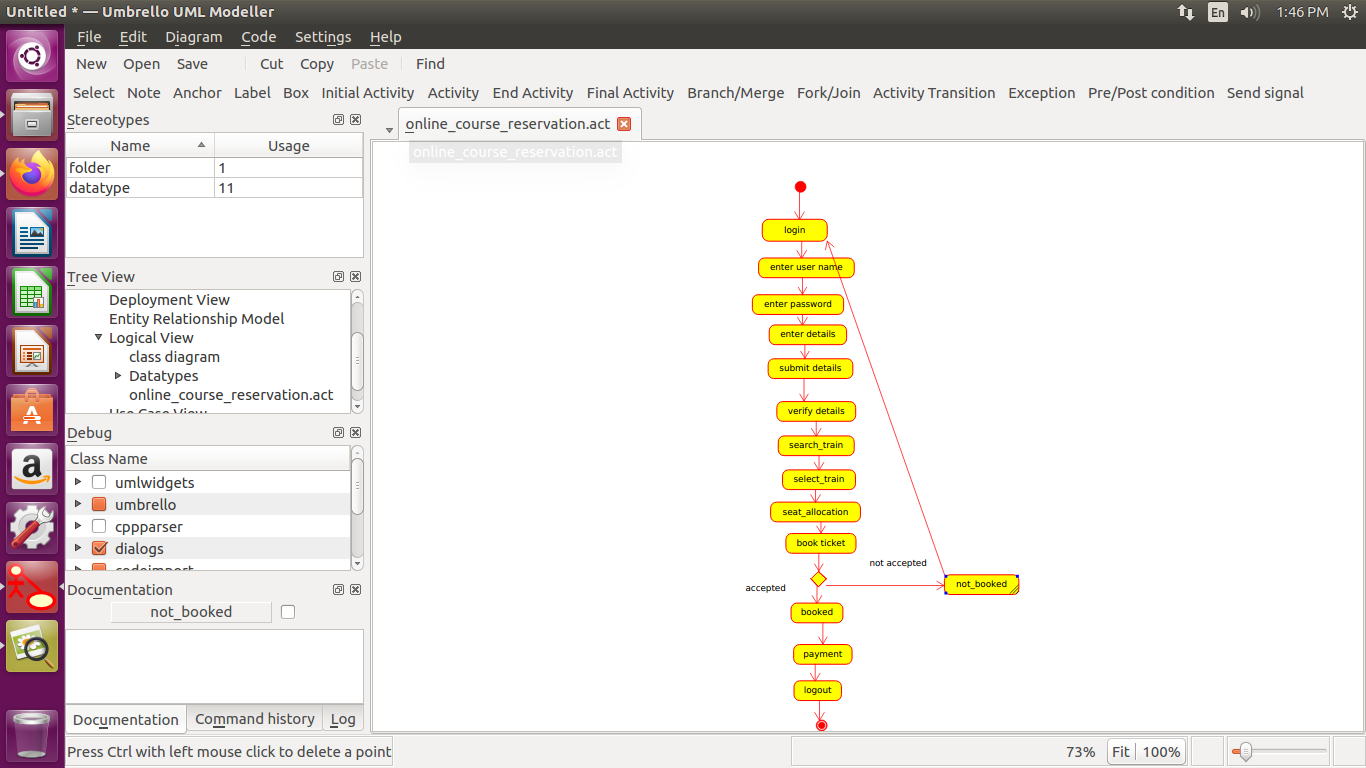 Untitled * — Umbrello UML Modeller
En
1:46 PM
File Edit Diagram Code Settings Help
New Open Save Cut Copy Paste Find
Select Note Anchor Label Box Initial Activity Activity End Activity Final Activity Branch/Merge Fork/Join Activity Transition Exception Pre/Post condition Send signal
Stereotypes
Name Usage
folder 1
datatype 11
Tree View
Deployment View
Entity Relationship Model
Logical View
class diagram
Datatypes
online_course_reservation.act
Use Case View
Debug
Class Name
umlwidgets
umbrello
cppparser
dialogs
codeimport
Documentation
not_booked
Documentation Command history Log
online_course_reservation.act
online_course_reservation.act
login
enter user name
enter password
enter details
submit details
verify details
search_train
select_train
seat_allocation
book ticket
not accepted
accepted
not_booked
booked
payment
logout
Press Ctrl with left mouse click to delete a point
73% Fit 100%